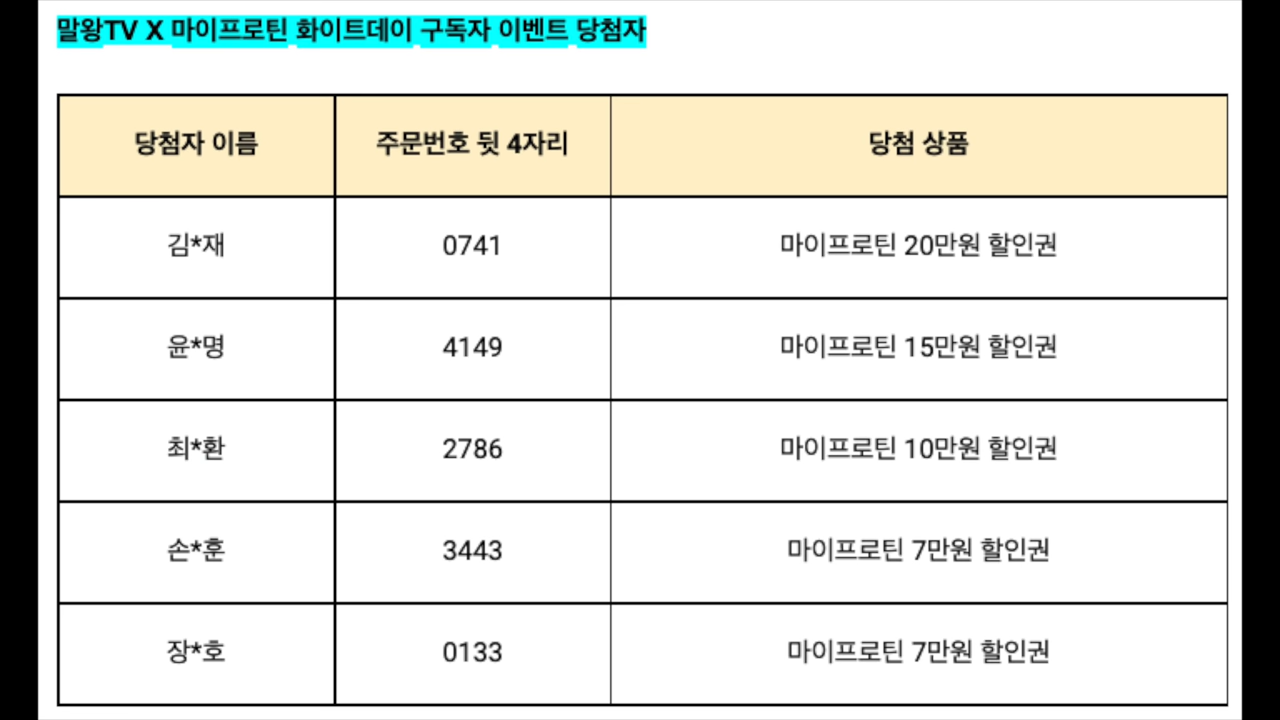 말왕TV X 마이프로틴 화이트데이 구독자 이벤트 당첨자
당첨자 이름 주문번호 뒷 4자리 당첨 상품
김*재 0741 마이프로틴 20만원 할인권
윤*명 4149 마이프로틴 15만원 할인권
최*환 2786 마이프로틴 10만원 할인권
손*훈 3443 마이프로틴 7만원 할인권
장*호 0133 마이프로틴 7만원 할인권